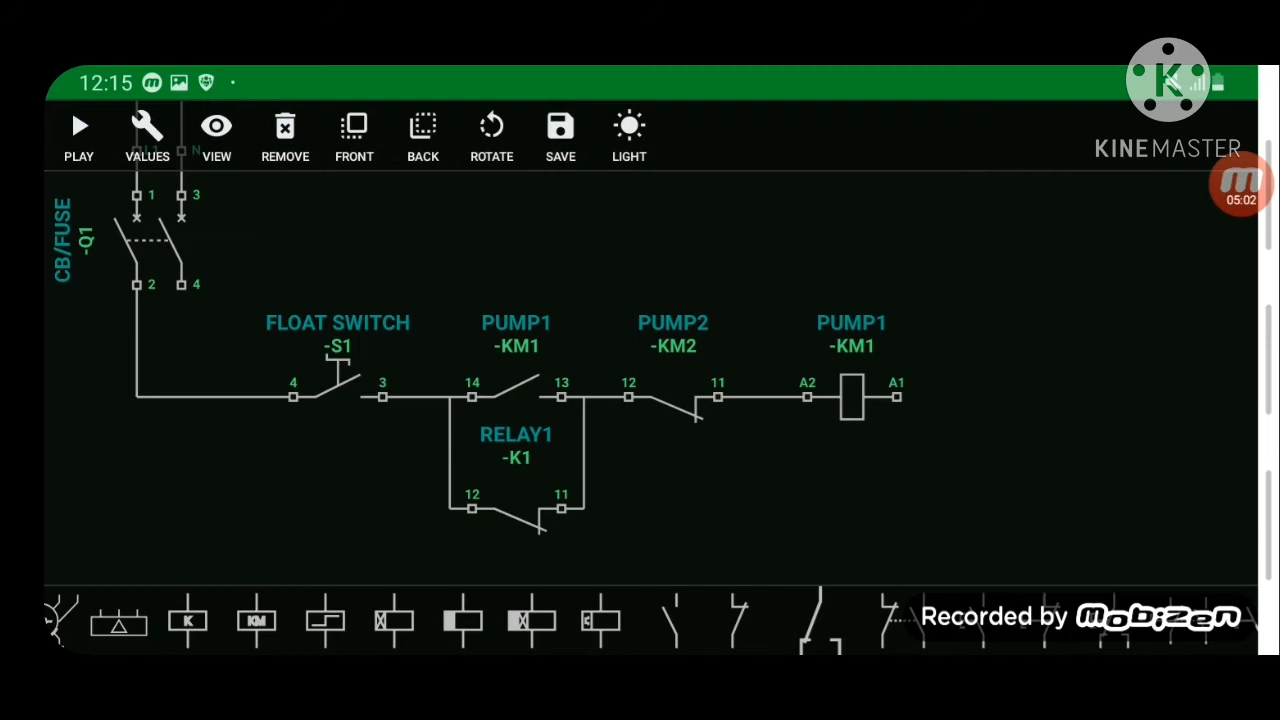 12:15
KINEMASTER
05:02
PLAY VALUES VIEW REMOVE FRONT BACK ROTATE SAVE LIGHT
N
1 3
CB/FUSE
-Q1
2 4
FLOAT SWITCH PUMP1 PUMP2 PUMP1
-S1 -KM1 -KM2 -KM1
4 3 14 13 12 11 A2 A1
RELAY1
-K1
12 11
K KM
Recorded by mobizen